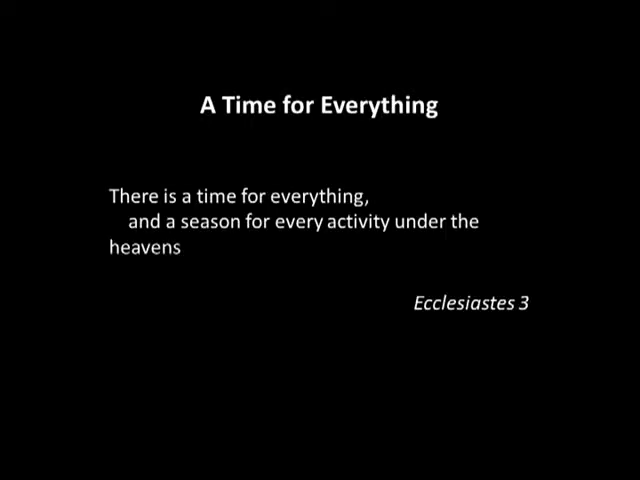 A Time for Everything
There is a time for everything,
and a season for every activity under the
heavens
Ecclesiastes 3